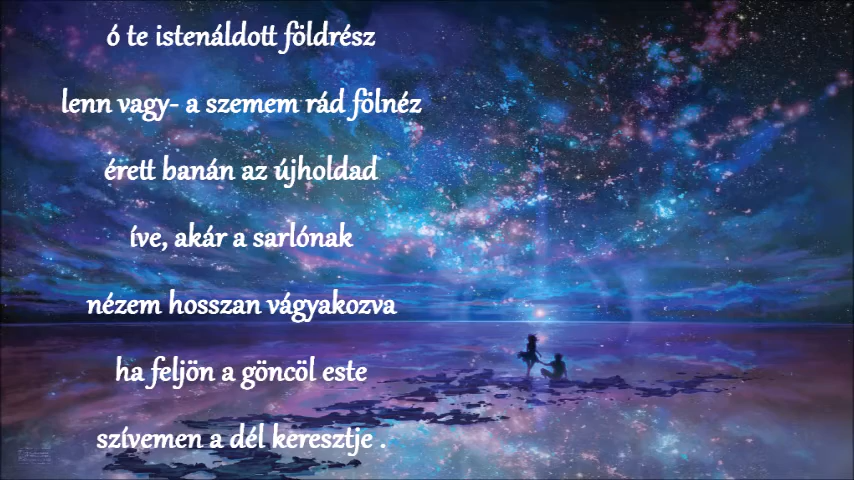 ó te istenáldott földrész
lenn vagy- a szemem rád fölnéz
érett banán az újholdad
íve, akár a sarlónak
nézem hosszan vágyakozva
ha feljön a göncöl este
szívemen a dél keresztje .